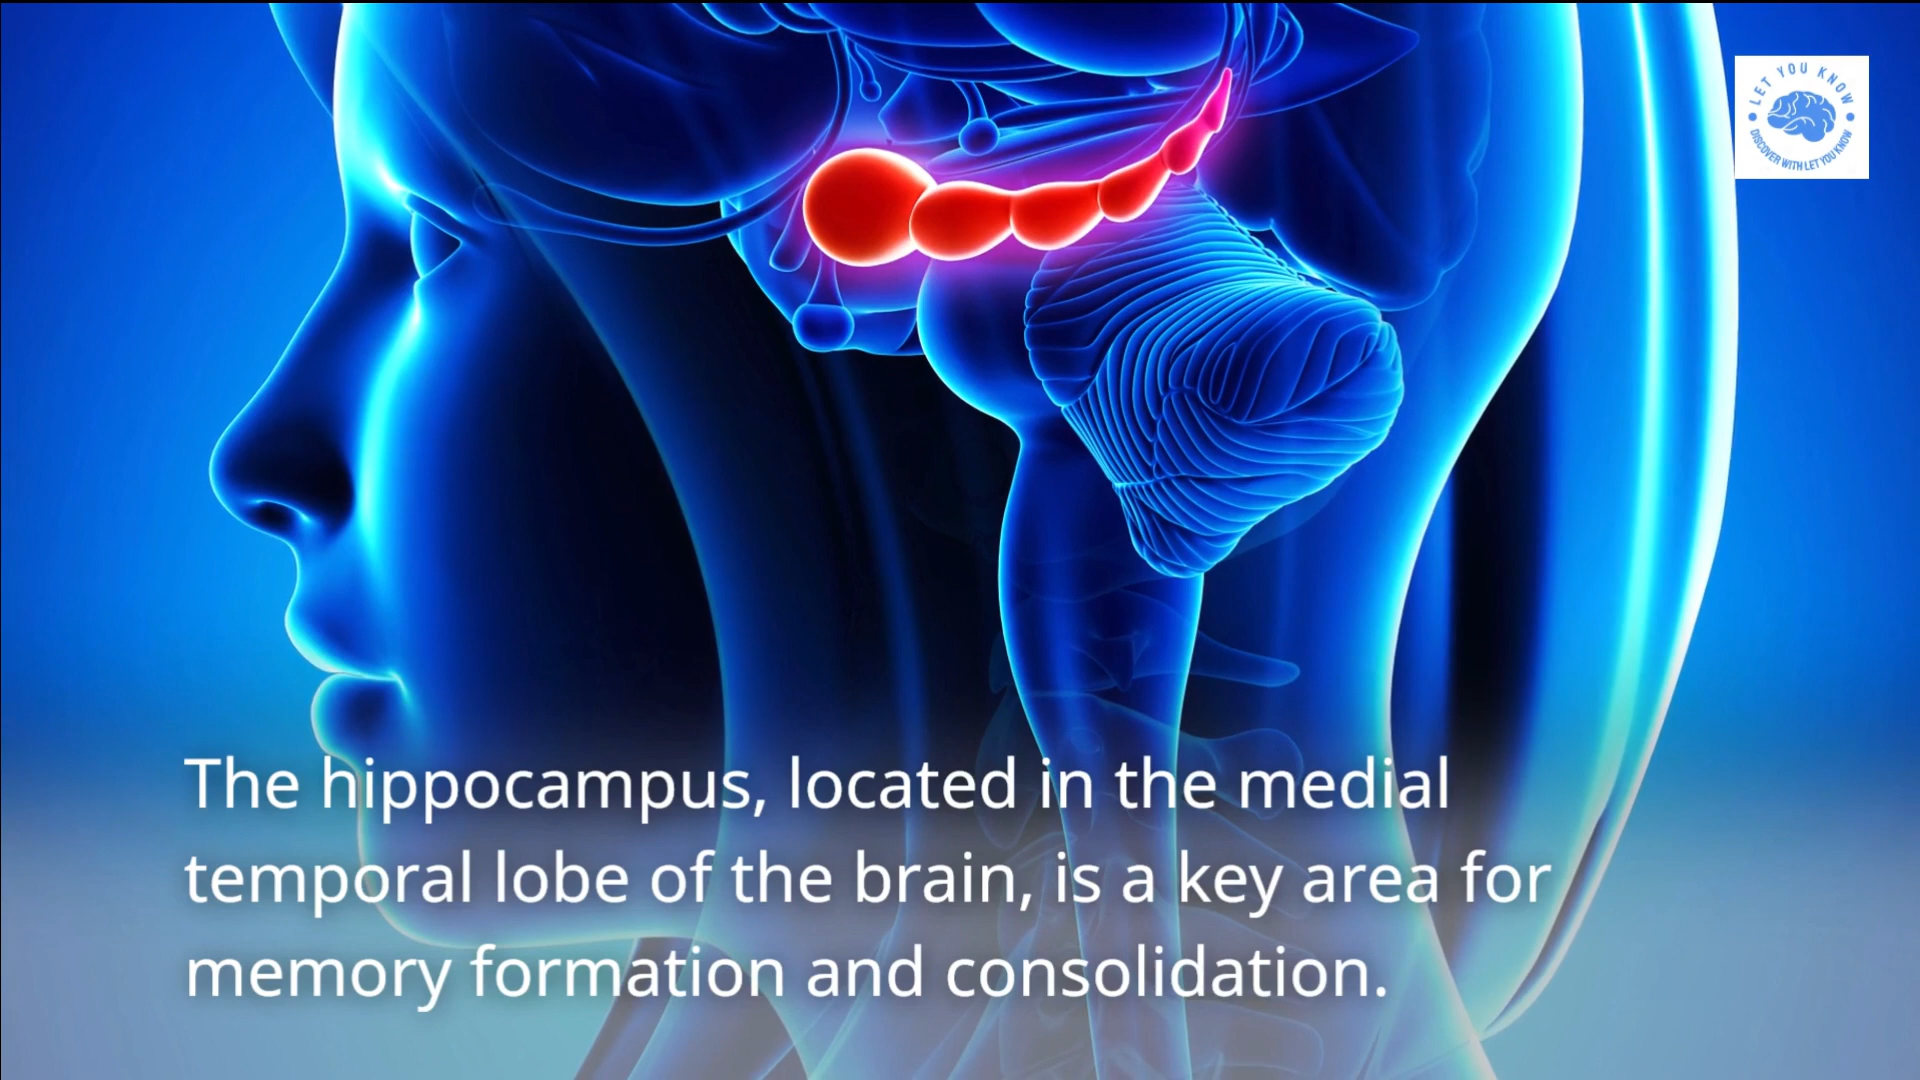 LET YOU KNOW
DISCOVER WITH LET YOU KNOW
The hippocampus, located in the medial
temporal lobe of the brain, is a key area for
memory formation and consolidation.